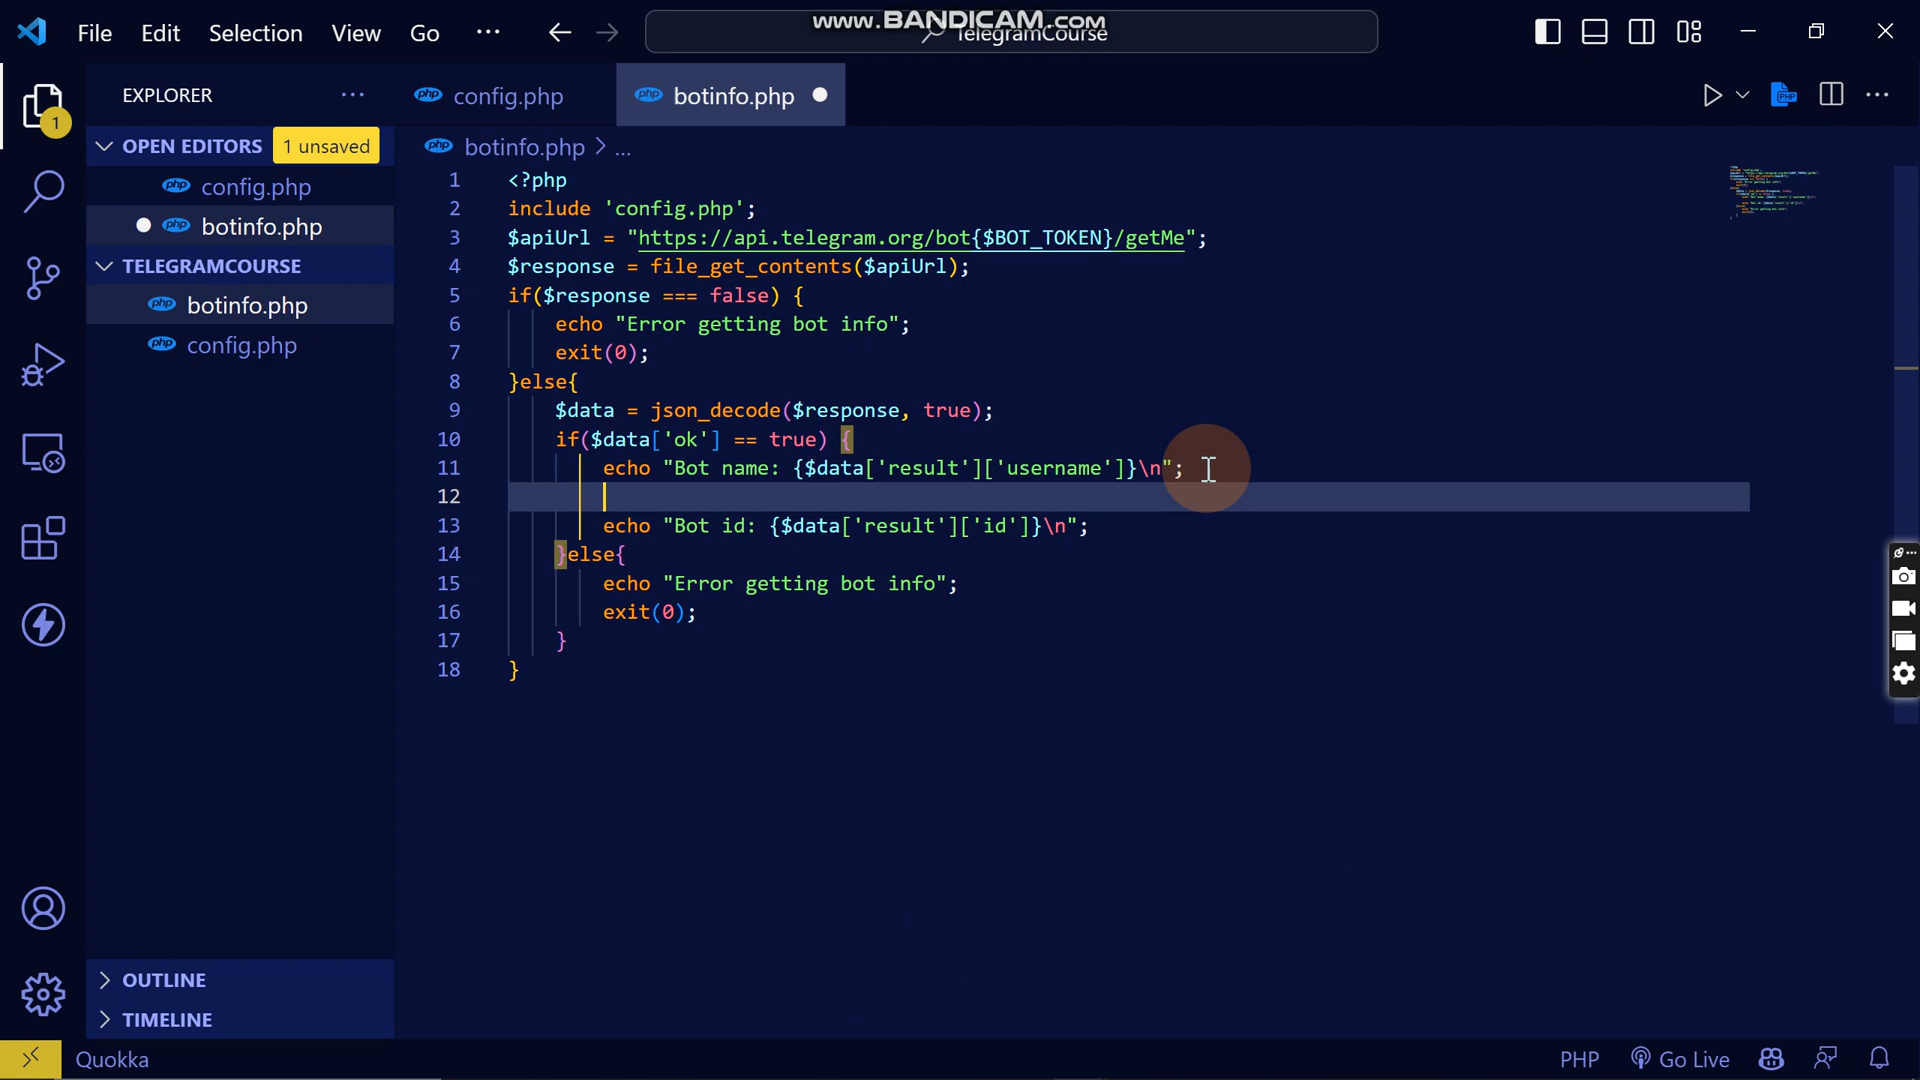 www.BANDICAM.com
File Edit Selection View Go ··· TelegramCourse
EXPLORER ···
config.php
botinfo.php
1
OPEN EDITORS 1 unsaved
config.php
botinfo.php
TELEGRAMCOURSE
botinfo.php
config.php
botinfo.php > ...
1 <?php
2 include 'config.php';
3 $apiUrl = "https://api.telegram.org/bot{$BOT_TOKEN}/getMe";
4 $response = file_get_contents($apiUrl);
5 if($response === false) {
6 echo "Error getting bot info";
7 exit(0);
8 }else{
9 $data = json_decode($response, true);
10 if($data['ok'] == true) {
11 echo "Bot name: {$data['result']['username']}\n";
12
13 echo "Bot id: {$data['result']['id']}\n";
14 }else{
15 echo "Error getting bot info";
16 exit(0);
17 }
18 }
OUTLINE
TIMELINE
Quokka PHP Go Live